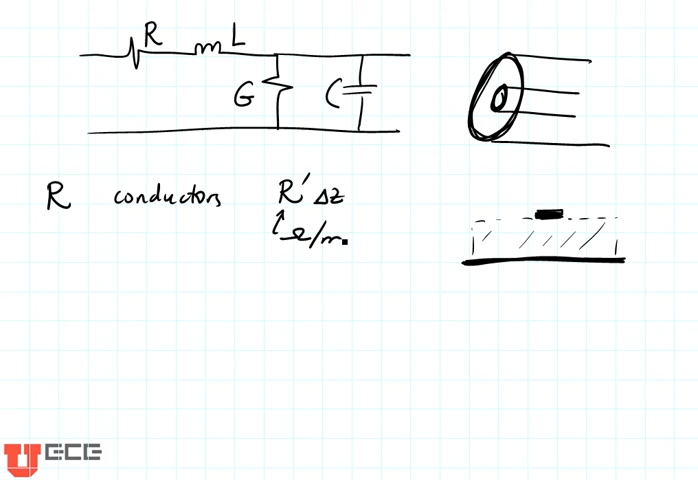 R L
G C
R conductors R' Δz
Ω/m
U ECE